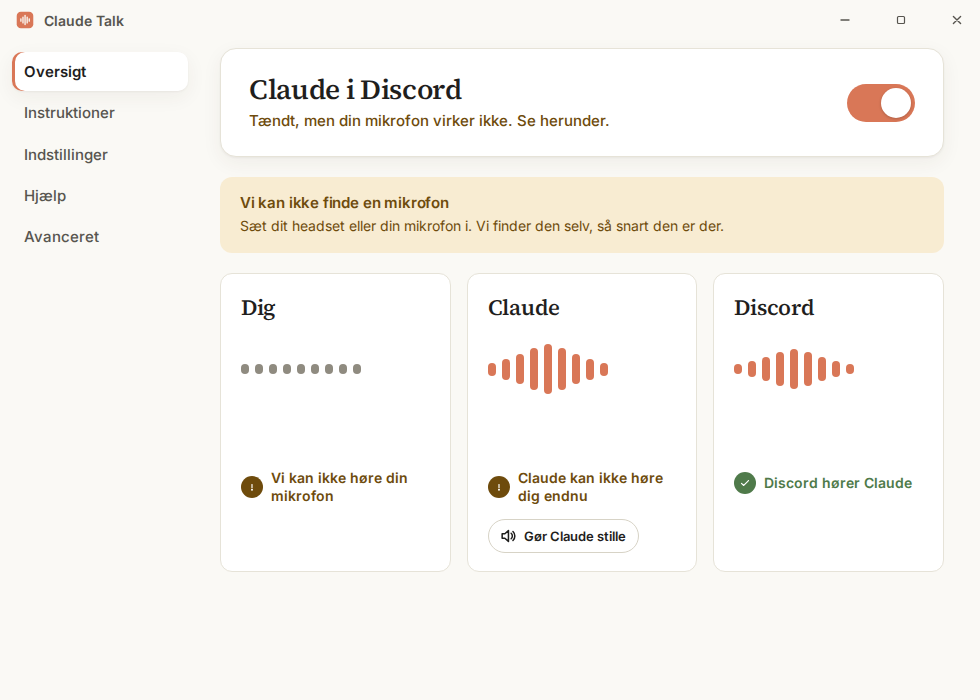 Claude Talk
Oversigt
Instruktioner
Indstillinger
Hjælp
Avanceret
Claude i Discord
Tændt, men din mikrofon virker ikke. Se herunder.
Vi kan ikke finde en mikrofon
Sæt dit headset eller din mikrofon i. Vi finder den selv, så snart den er der.
Dig
Vi kan ikke høre din
mikrofon
Claude
Claude kan ikke høre
dig endnu
Gør Claude stille
Discord
Discord hører Claude